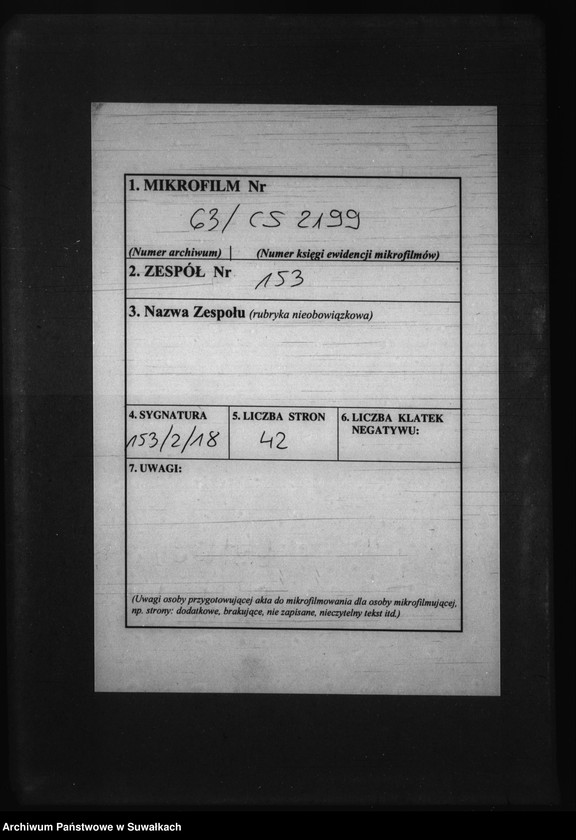 1. MIKROFILM Nr
63/ CS 2199
(Numer archiwum) (Numer księgi ewidencji mikrofilmów)
2. ZESPÓŁ Nr 153
3. Nazwa Zespołu (rubryka nieobowiązkowa)
4. SYGNATURA 5. LICZBA STRON 6. LICZBA KLATEK
NEGATYWU:
153/2/18 42
7. UWAGI:
(Uwagi osoby przygotowującej akta do mikrofilmowania dla osoby mikrofilmującej,
np. strony: dodatkowe, brakujące, nie zapisane, nieczytelny tekst itd.)
Archiwum Państwowe w Suwałkach